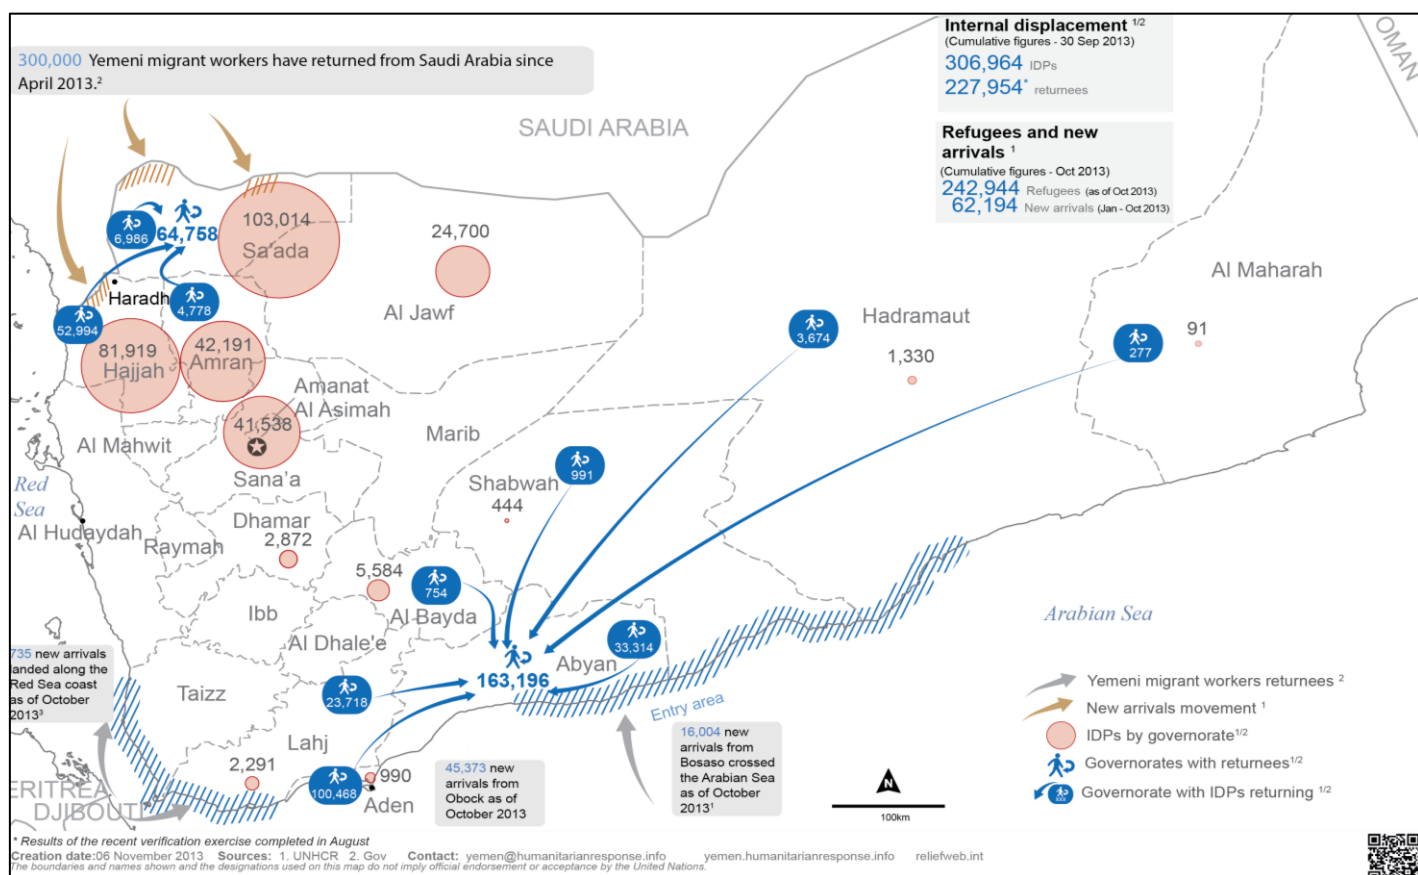 300,000 Yemeni migrant workers have returned from Saudi Arabia since
April 2013.²
Internal displacement 1/2
(Cumulative figures - 30 Sep 2013)
306,964 IDPs
227,954* returnees
Refugees and new
arrivals 1
(Cumulative figures - Oct 2013)
242,944 Refugees (as of Oct 2013)
62,194 New arrivals (Jan - Oct 2013)
OMAN
SAUDI ARABIA
6,986
64,758
103,014
Sa'ada
24,700
Al Jawf
Haradh
4,778
52,994
81,919
Hajjah
42,191
Amran
Amanat
Al Asimah
41,538
Sana'a
Al Mahwit
Marib
Hadramaut
3,674
1,330
Al Maharah
277
91
Red
Sea
Al Hudaydah
Raymah
Dhamar
2,872
Shabwah
444
991
5,584
754
Al Bayda
Ibb
Al Dhale'e
Abyan
33,314
163,196
23,718
Taizz
Lahj
2,291
100,468
990
Aden
Entry area
Arabian Sea
735 new arrivals
landed along the
Red Sea coast
as of October
2013³
45,373 new
arrivals from
Obock as of
October 2013
16,004 new
arrivals from
Bosaso crossed
the Arabian Sea
as of October
2013¹
ERITREA
DJIBOUTI
Yemeni migrant workers returnees 2
New arrivals movement 1
IDPs by governorate1/2
Governorates with returnees1/2
xxx
Governorate with IDPs returning 1/2
N
100km
* Results of the recent verification exercise completed in August
Creation date:06 November 2013 Sources: 1. UNHCR 2. Gov Contact: yemen@humanitarianresponse.info yemen.humanitarianresponse.info reliefweb.int
The boundaries and names shown and the designations used on this map do not imply official endorsement or acceptance by the United Nations.